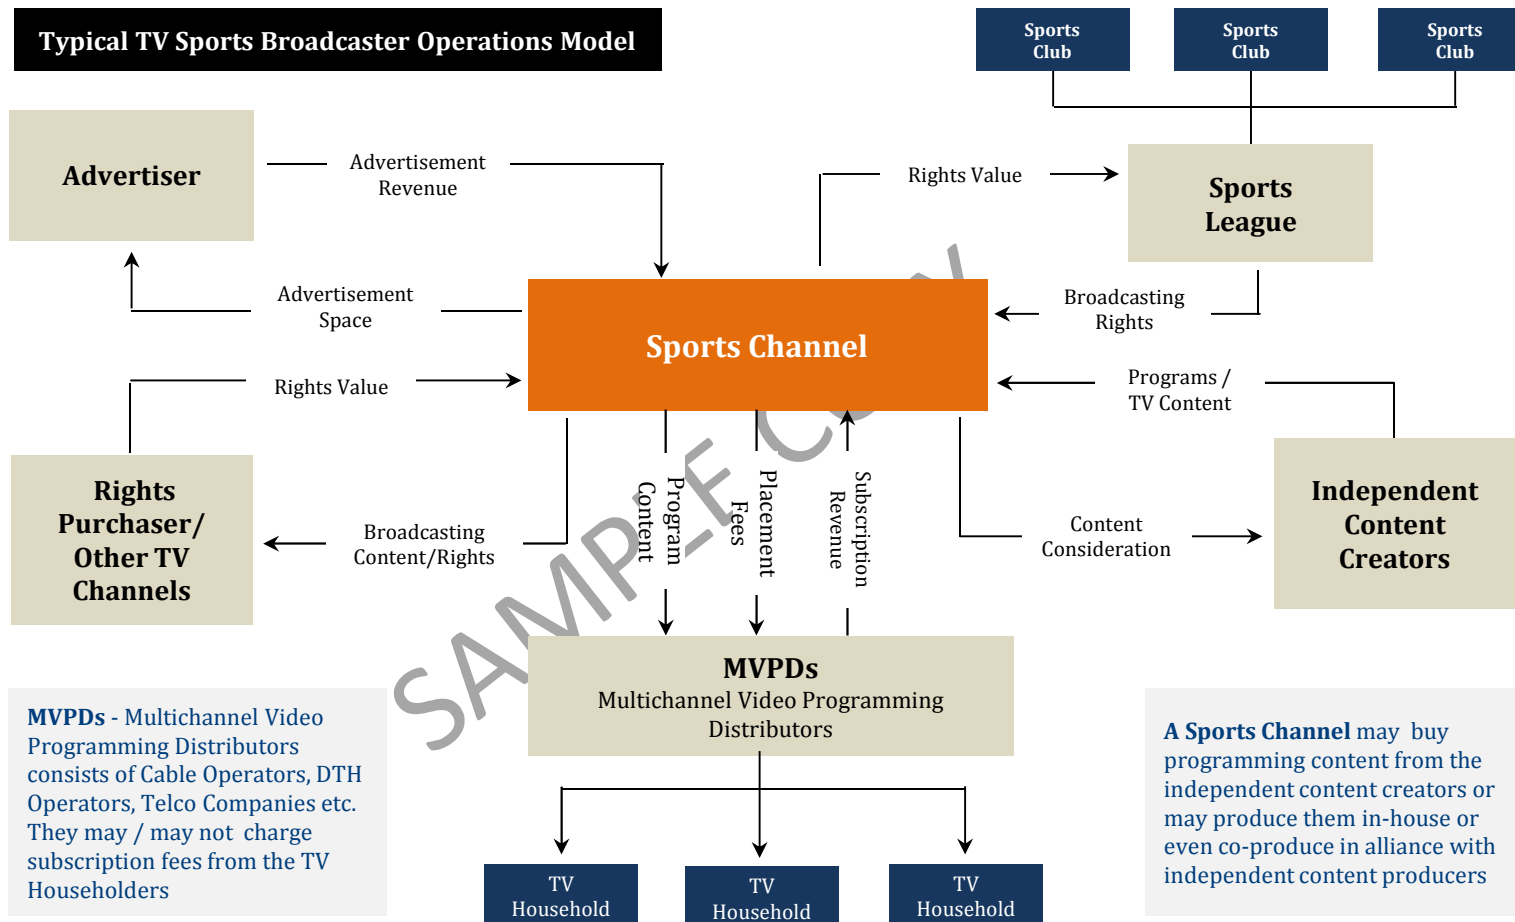 Typical TV Sports Broadcaster Operations Model
Sports
Club
Sports
Club
Sports
Club
Advertiser
Advertisement
Revenue
Rights Value
Sports
League
Advertisement
Space
Broadcasting
Rights
Sports Channel
Rights Value
Programs /
TV Content
Rights
Purchaser/
Other TV
Channels
Broadcasting
Content/Rights
Program
Content
Placement
Fees
Subscription
Revenue
Content
Consideration
Independent
Content
Creators
SAMPLE COPY
MVPDs
Multichannel Video Programming
Distributors
MVPDs - Multichannel Video
Programming Distributors
consists of Cable Operators, DTH
Operators, Telco Companies etc.
They may / may not charge
subscription fees from the TV
Householders
A Sports Channel may buy
programming content from the
independent content creators or
may produce them in-house or
even co-produce in alliance with
independent content producers
TV
Household
TV
Household
TV
Household